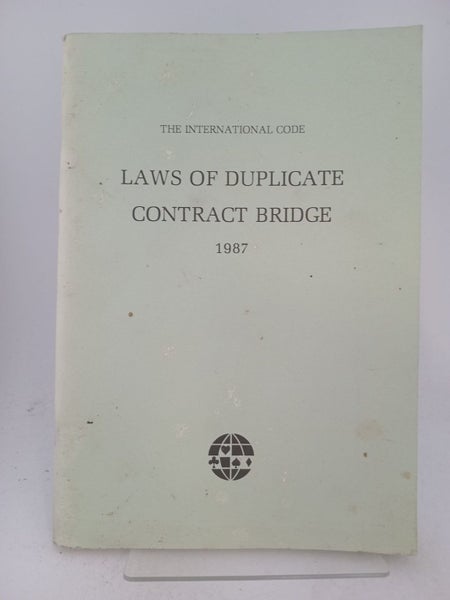 THE INTERNATIONAL CODE
LAWS OF DUPLICATE
CONTRACT BRIDGE
1987